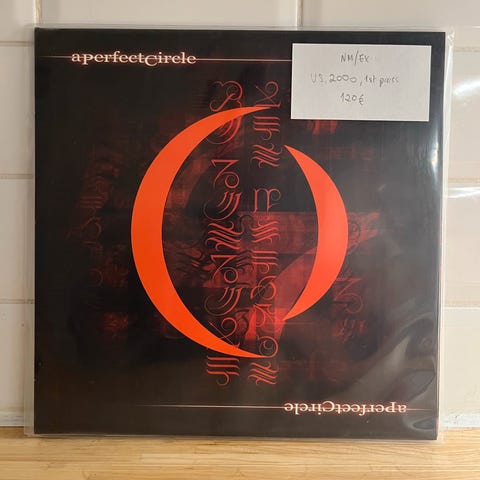 aPerfectCircle
NM/EX
US, 2000, 1st press
120€
aPerfectCircle